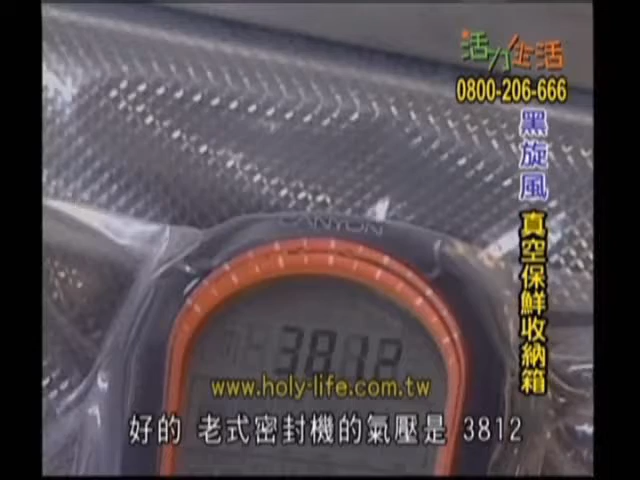 活力生活
0800-206-666
黑旋風
真空保鮮收納箱
CANYON
3812
www.holy-life.com.tw
好的 老式密封機的氣壓是 3812